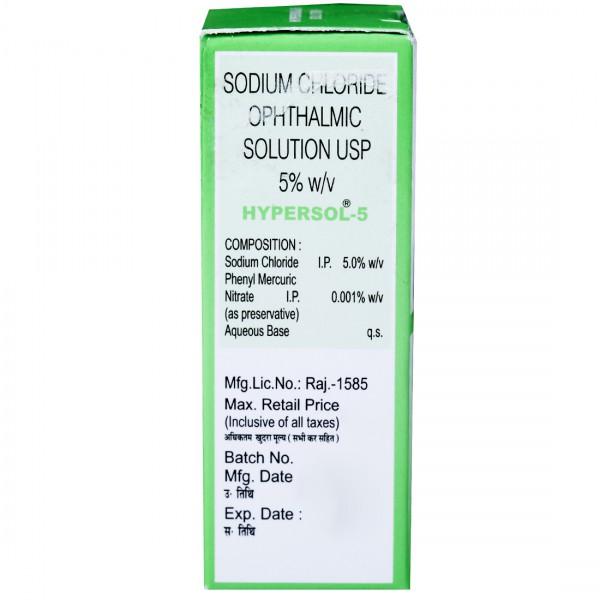 SODIUM CHLORIDE
OPHTHALMIC
SOLUTION USP
5% w/v
HYPERSOL®-5
COMPOSITION :
Sodium Chloride I.P. 5.0% w/v
Phenyl Mercuric
Nitrate I.P. 0.001% w/v
(as preservative)
Aqueous Base q.s.
Mfg.Lic.No.: Raj.-1585
Max. Retail Price
(Inclusive of all taxes)
अधिकतम खुदरा मूल्य ( सभी कर सहित )
Batch No.
Mfg. Date
उ॰ तिथि
Exp. Date :
स॰ तिथि